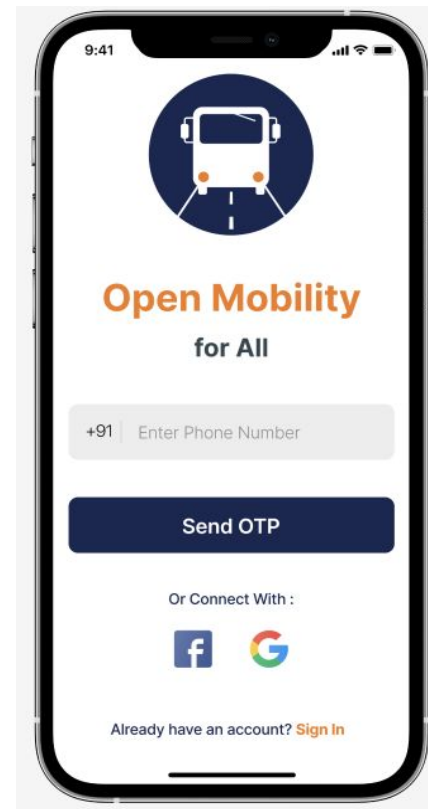 9:41
Open Mobility
for All
+91 Enter Phone Number
Send OTP
Or Connect With :
Already have an account? Sign In